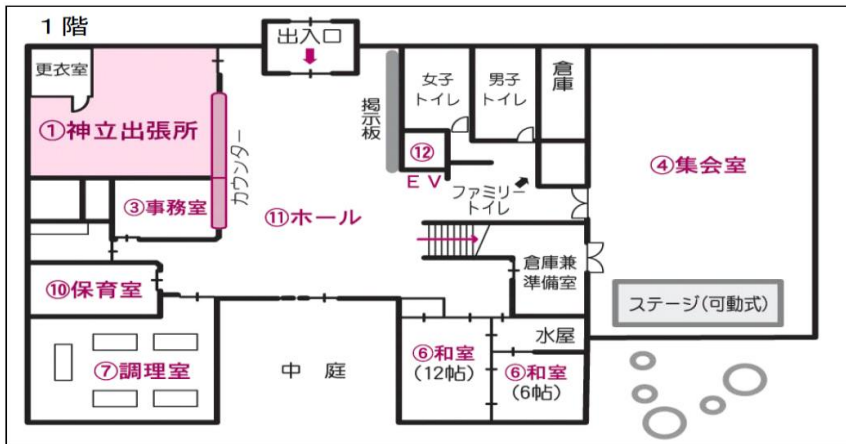 1階
出入口
更衣室
①神立出張所
カウンター
③事務室
⑩保育室
⑦調理室
⑪ホール
中庭
掲示板
女子
トイレ
男子
トイレ
倉庫
⑫
EV
ファミリー
トイレ
④集会室
倉庫兼
準備室
ステージ(可動式)
水屋
⑥和室
(12帖)
⑥和室
(6帖)